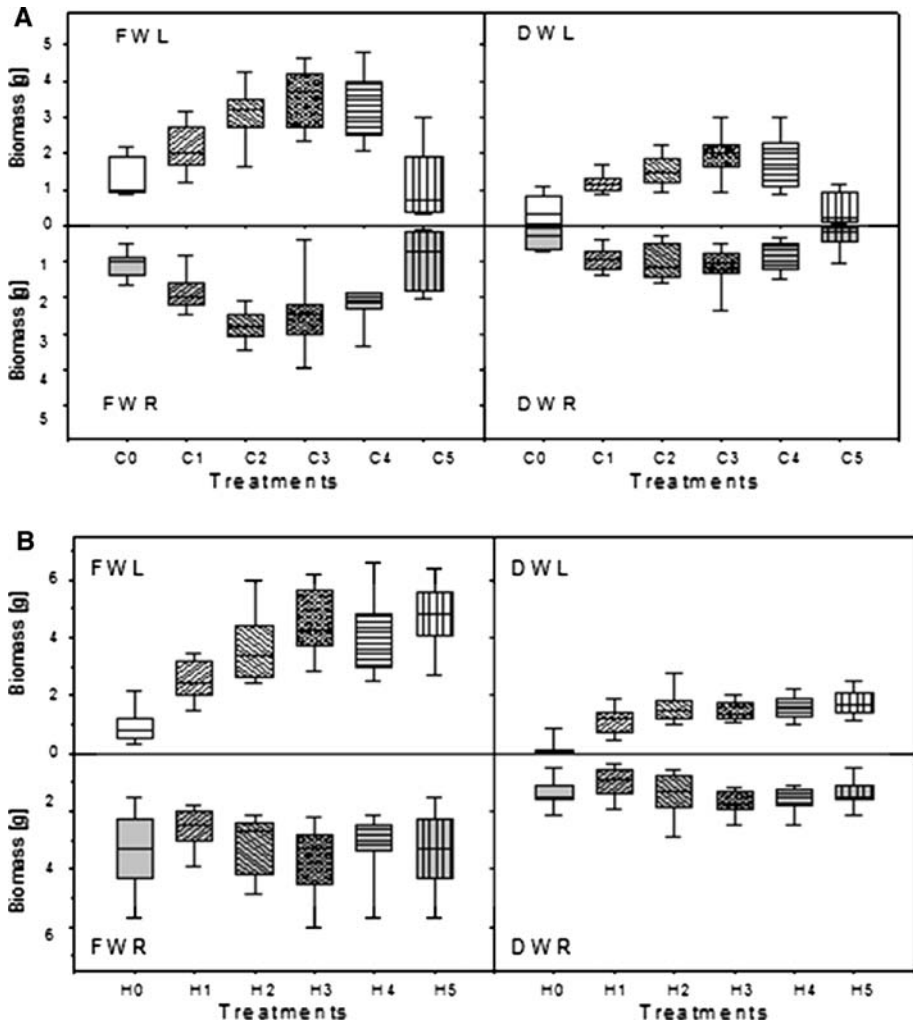 A
FWL
DWL
5
4
3
2
1
0
Biomass [g]
1
2
3
4
5
Biomass [g]
FWR
DWR
C0 C1 C2 C3 C4 C5 C0 C1 C2 C3 C4 C5
Treatments Treatments
B
FWL
DWL
6
4
2
0
Biomass [g]
2
4
6
Biomass [g]
FWR
DWR
H0 H1 H2 H3 H4 H5 H0 H1 H2 H3 H4 H5
Treatments Treatments